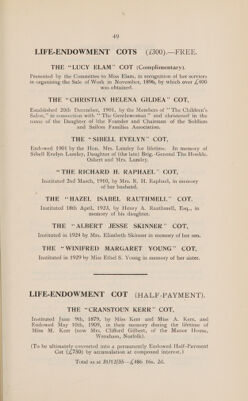 49
LIFE-ENDOWMENT COTS (£300).—FREE.
THE "LUCY ELAM" COT (Complimentary).
Presented by the Committee to Miss Elam, in recognition of her services
in organising the Sale of Work in November, 1896, by which over £400
was obtained.
THE "CHRISTIAN HELENA GILDEA" COT,
Established 20th December, 1901, by the Members of "The Children's
Salon," in connection with "The Gentlewoman" and christened in the
name of the Daughter of the Founder and Chairman of the Soldiers
and Sailors Families Association.
THE "SIBELL EVELYN" COT.
Endowed 1901 by the Hon. Mrs. Lumley for lifetime. In memory of
Sibell Evelyn Lumley, Daughter of (the late) Brig. General The Honble.
Osbert and Mrs. Lumley.
"THE RICHARD H. RAPHAEL" COT,
Instituted 2nd March, 1910, by Mrs. R. H. Raphael, in memory
of her husband.
THE "HAZEL ISABEL RAUTHMELL" COT.
Instituted 18th April, 1923, by Henry A. Rauthmell, Esq., in
memory of his daughter.
THE "ALBERT JESSE SKINNER" COT,
Instituted in 1924 by Mrs. Elizabeth Skinner in memory of her son.
THE "WINIFRED MARGARET YOUNG" COT,
Instituted in 1929 by Miss Ethel S. Young in memory of her sister.
LIFE-ENDOWMENT COT (HALF-PAYMENT).
THE "CRANSTOUN KERR" COT,
Instituted June 9th, 1879, by Miss Kerr and Miss A. Kerr, and
Endowed May 10th, 1909, in their memory during the lifetime of
Miss M. Kerr (now Mrs. Clifford Gilbert, of the Manor House,
Wereham, Norfolk).
(To be ultimately converted into a permanently Endowed Half-Payment
Cot (£750) by accumulation at compound interest.)
Total as at 31/12/35—£486 16s. 2d.